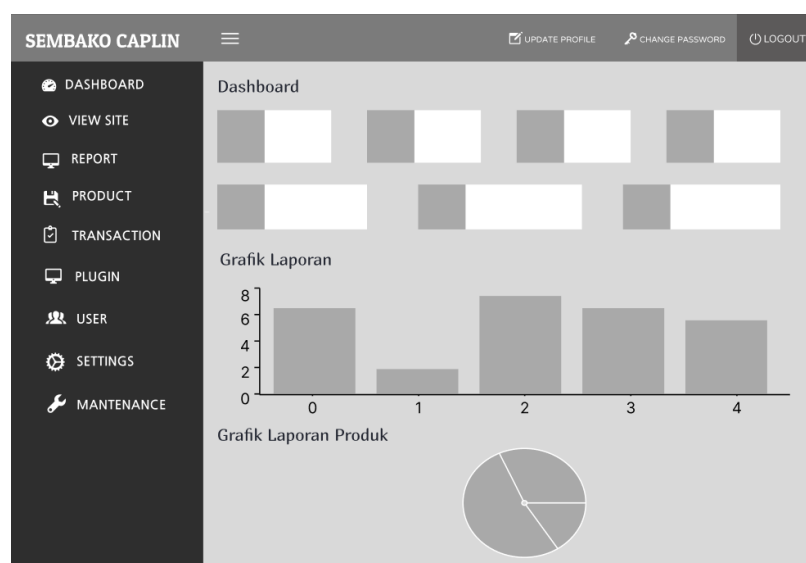 SEMBAKO CAPLIN
UPDATE PROFILE
CHANGE PASSWORD
LOGOUT
DASHBOARD
VIEW SITE
REPORT
PRODUCT
TRANSACTION
PLUGIN
USER
SETTINGS
MANTENANCE
Dashboard
Grafik Laporan
8
6
4
2
0
0 1 2 3 4
Grafik Laporan Produk